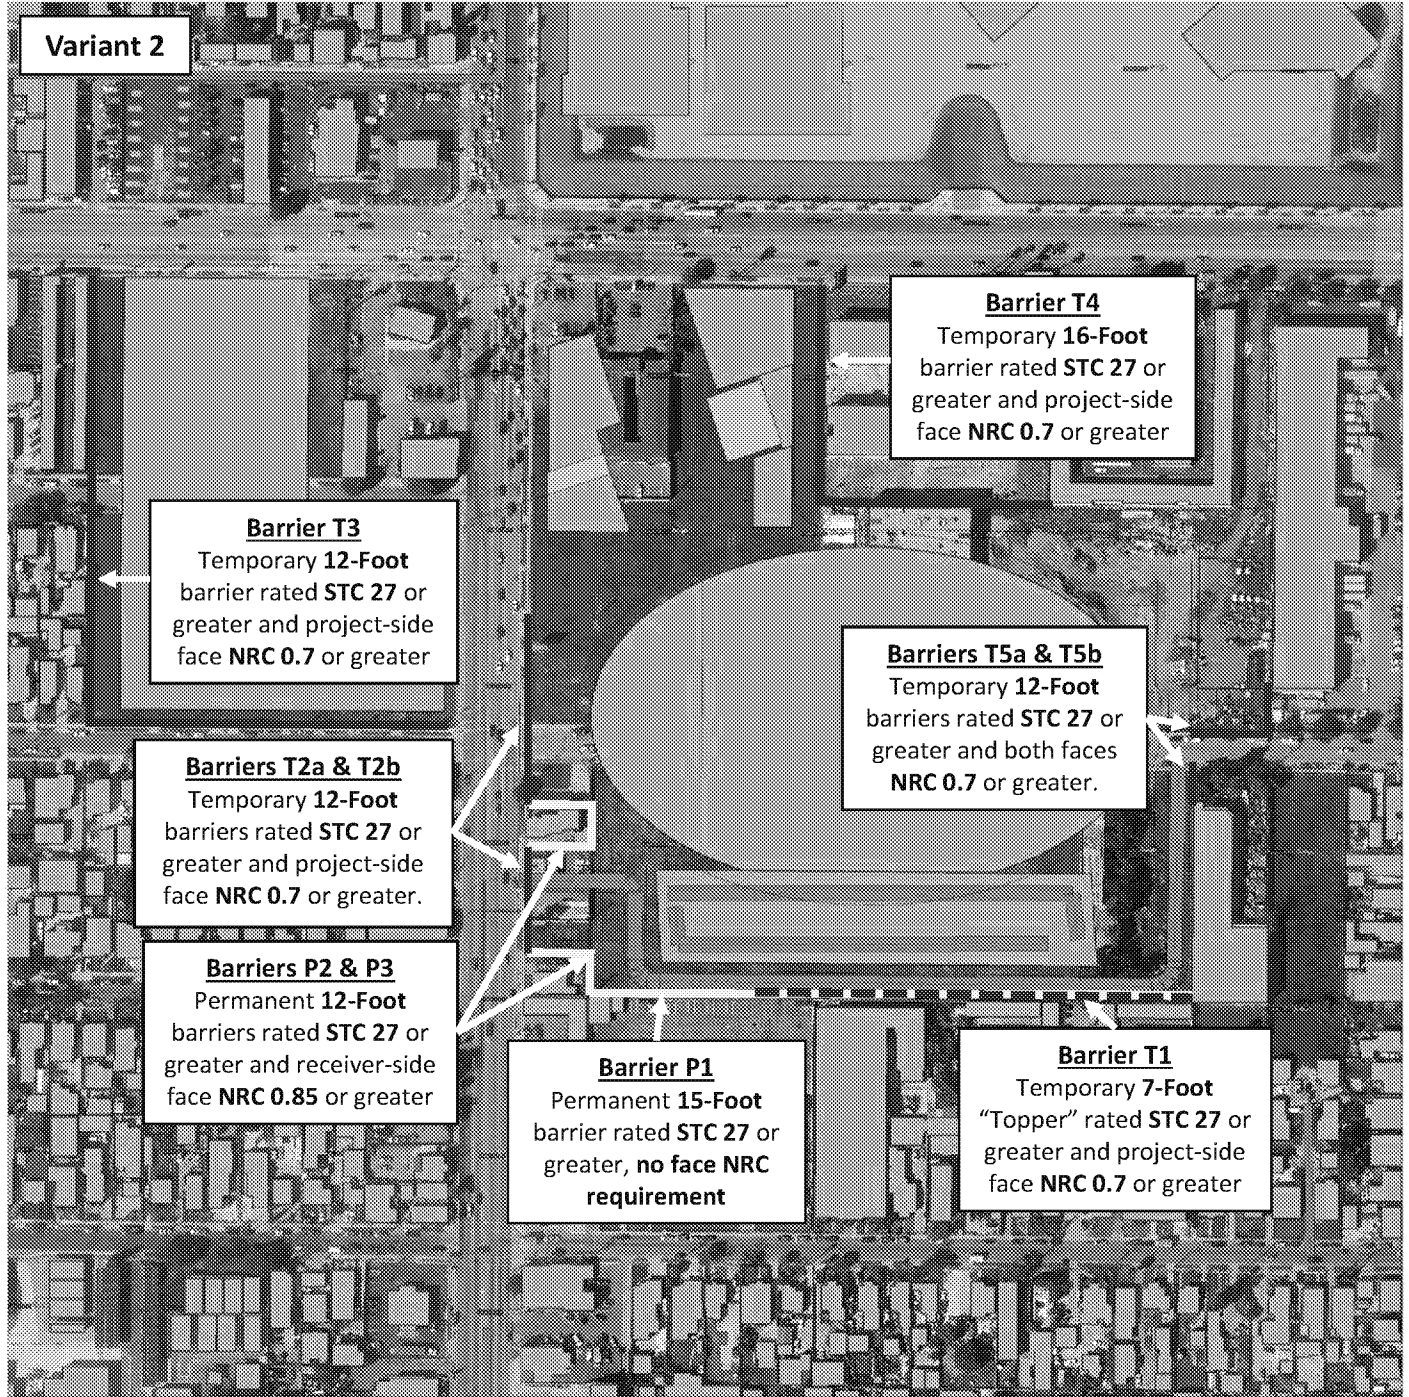 Variant 2
Barrier T4
Temporary 16-Foot
barrier rated STC 27 or
greater and project-side
face NRC 0.7 or greater
Barrier T3
Temporary 12-Foot
barrier rated STC 27 or
greater and project-side
face NRC 0.7 or greater
Barriers T5a & T5b
Temporary 12-Foot
barriers rated STC 27 or
greater and both faces
NRC 0.7 or greater.
Barriers T2a & T2b
Temporary 12-Foot
barriers rated STC 27 or
greater and project-side
face NRC 0.7 or greater.
Barriers P2 & P3
Permanent 12-Foot
barriers rated STC 27 or
greater and receiver-side
face NRC 0.85 or greater
Barrier P1
Permanent 15-Foot
barrier rated STC 27 or
greater, no face NRC
requirement
Barrier T1
Temporary 7-Foot
“Topper” rated STC 27 or
greater and project-side
face NRC 0.7 or greater